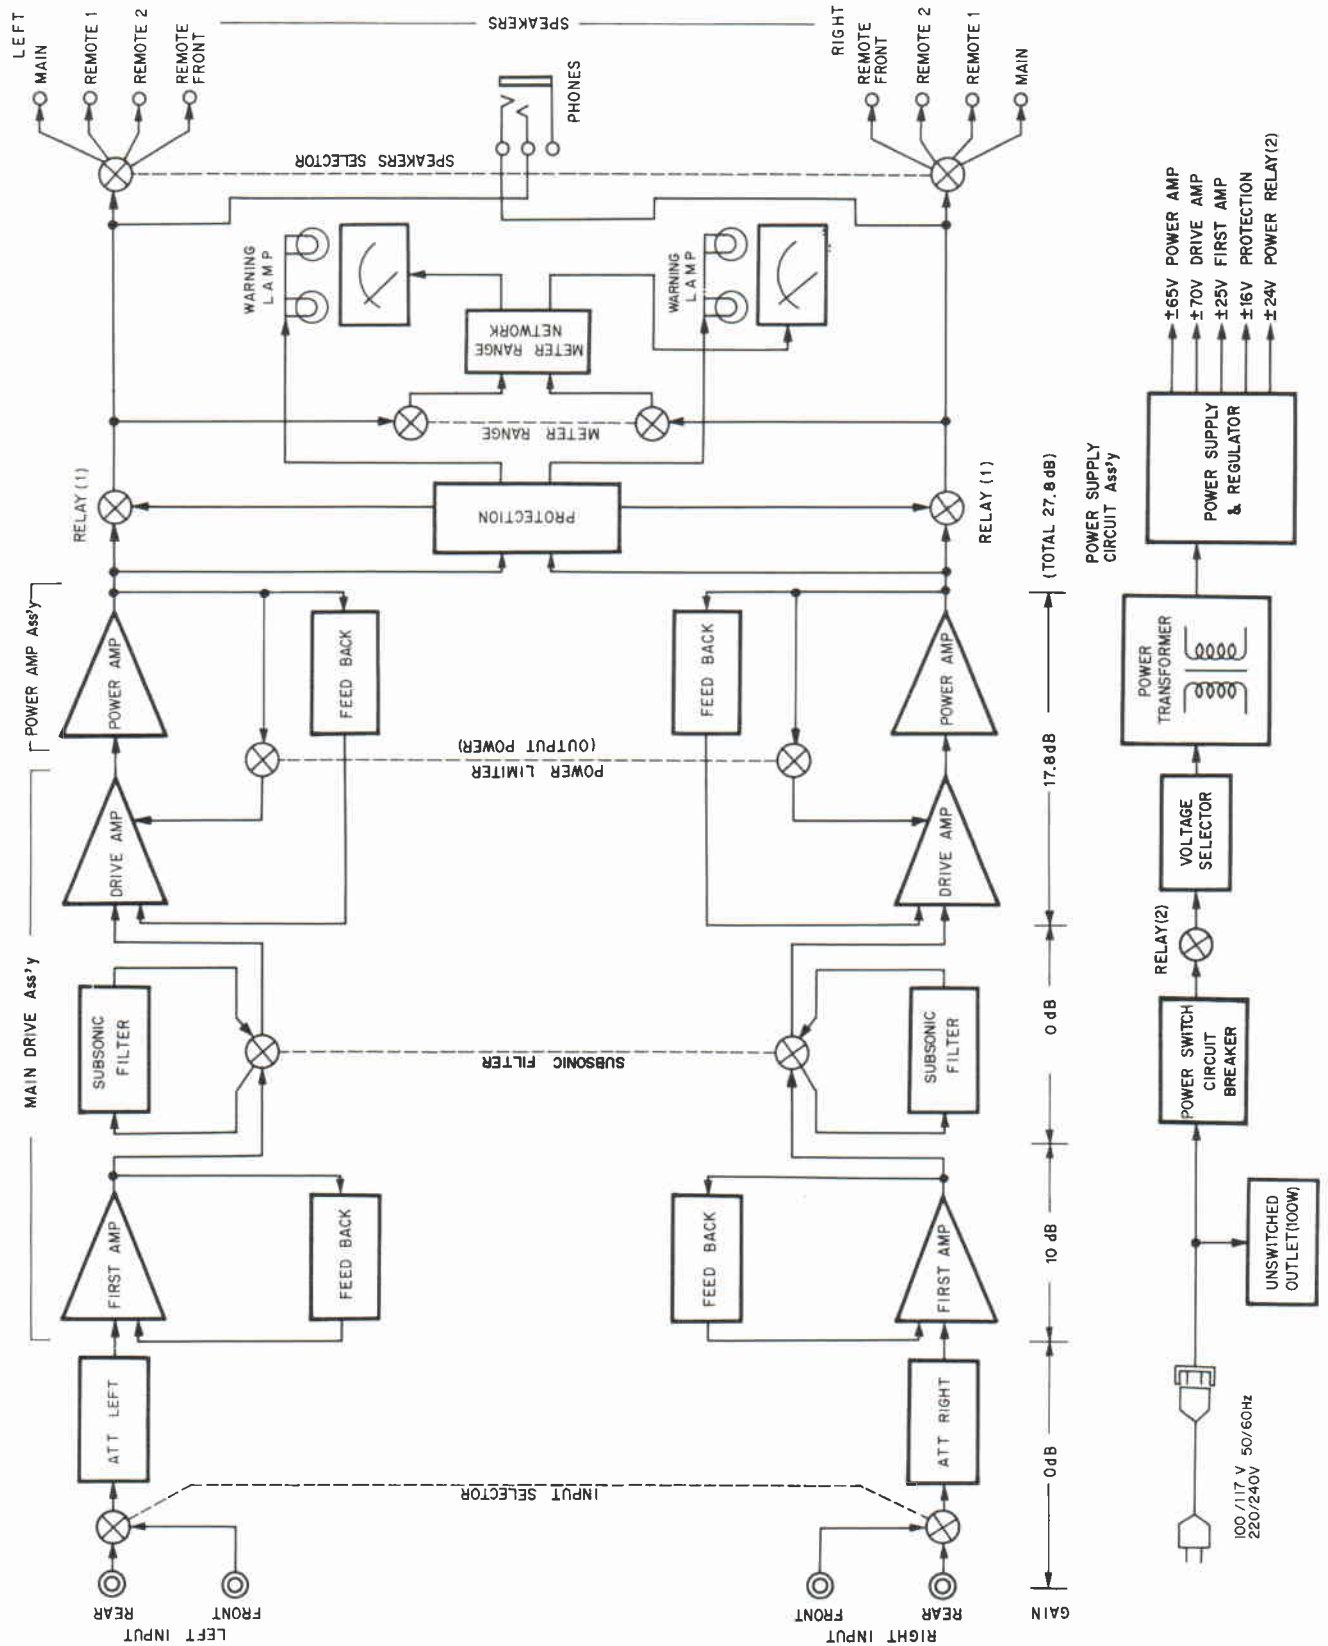 LEFT INPUT
REAR
FRONT
RIGHT INPUT
FRONT
REAR
GAIN
INPUT SELECTOR
ATT LEFT
ATT RIGHT
0dB
MAIN DRIVE Ass'y
FIRST AMP
FEED BACK
FEED BACK
FIRST AMP
10 dB
SUBSONIC
FILTER
SUBSONIC FILTER
SUBSONIC
FILTER
0 dB
DRIVE AMP
DRIVE AMP
POWER LIMITER
(OUTPUT POWER)
POWER AMP Ass'y
POWER AMP
FEED BACK
FEED BACK
POWER AMP
17.8dB
(TOTAL 27.8dB)
RELAY (1)
PROTECTION
RELAY (1)
METER RANGE
METER RANGE
NETWORK
WARNING
LAMP
WARNING
LAMP
SPEAKERS SELECTOR
PHONES
SPEAKERS
LEFT
MAIN
REMOTE 1
REMOTE 2
REMOTE
FRONT
RIGHT
REMOTE
FRONT
REMOTE 2
REMOTE 1
MAIN
100/117 V 50/60Hz
220/240V
UNSWITCHED
OUTLET(100W)
POWER SWITCH
CIRCUIT
BREAKER
RELAY(2)
VOLTAGE
SELECTOR
POWER
TRANSFORMER
POWER SUPPLY
CIRCUIT Ass'y
POWER SUPPLY
& REGULATOR
±65V POWER AMP
±70V DRIVE AMP
±25V FIRST AMP
±16V PROTECTION
±24V POWER RELAY(2)